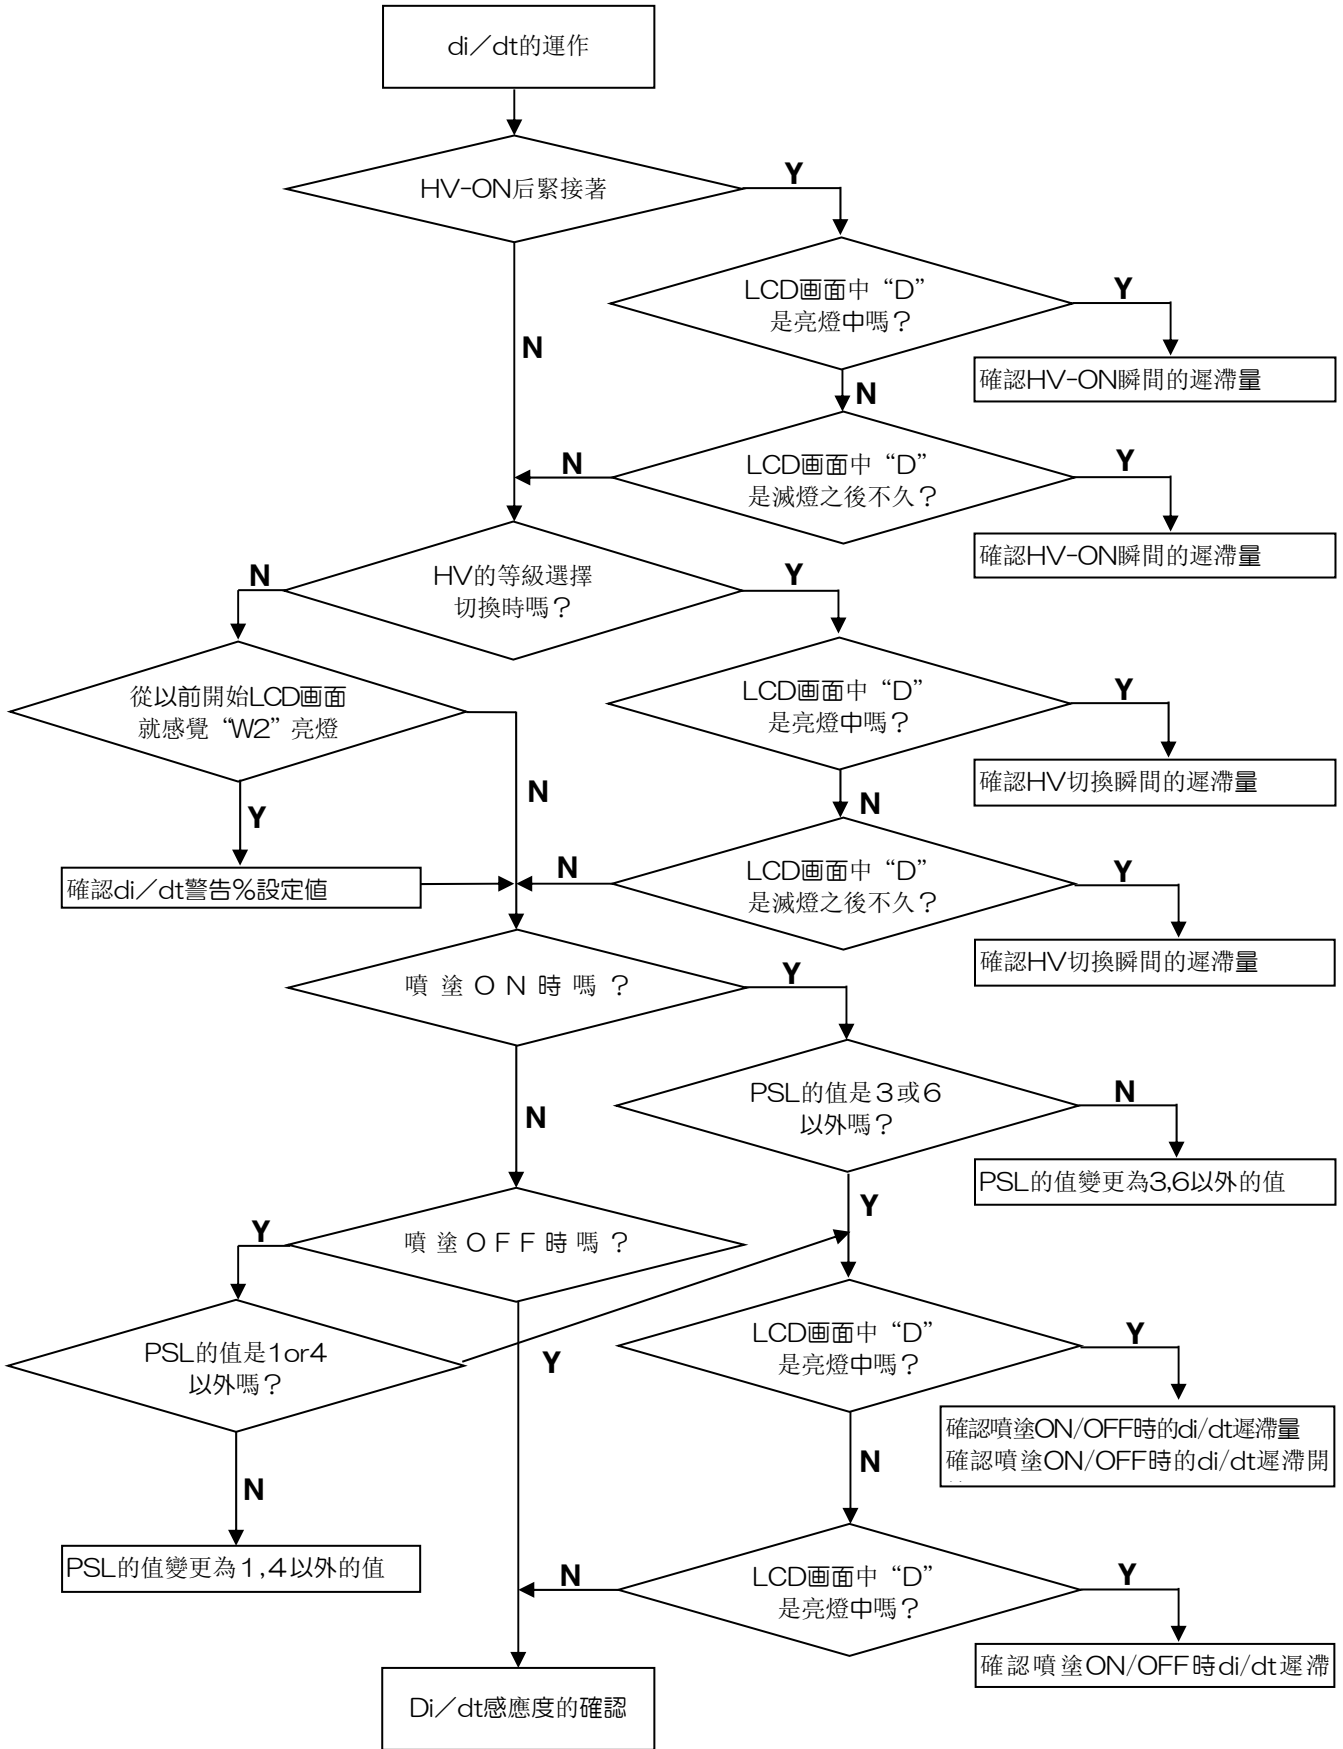 di／dt的運作
HV-ON后緊接著
Y
LCD画面中“D”
是亮燈中嗎？
Y
N
確認HV-ON瞬間的遲滯量
N
LCD画面中“D”
是滅燈之後不久？
N
Y
確認HV-ON瞬間的遲滯量
HV的等級選擇
切換時嗎？
N
Y
從以前開始LCD画面
就感覺“W2”亮燈
LCD画面中“D”
是亮燈中嗎？
Y
確認HV切換瞬間的遲滯量
N
N
Y
確認di／dt警告%設定值
LCD画面中“D”
是滅燈之後不久？
N
Y
確認HV切換瞬間的遲滯量
噴塗ON時嗎？
Y
PSL的值是3或6
以外嗎？
N
PSL的值變更為3,6以外的值
N
Y
噴塗OFF時嗎？
Y
PSL的值是1or4
以外嗎？
Y
LCD画面中“D”
是亮燈中嗎？
Y
確認噴塗ON/OFF時的di/dt遲滯量
確認噴塗ON/OFF時的di/dt遲滯開
N
N
PSL的值變更為1,4以外的值
LCD画面中“D”
是亮燈中嗎？
N
Y
確認噴塗ON/OFF時di/dt遲滯
Di／dt感應度的確認